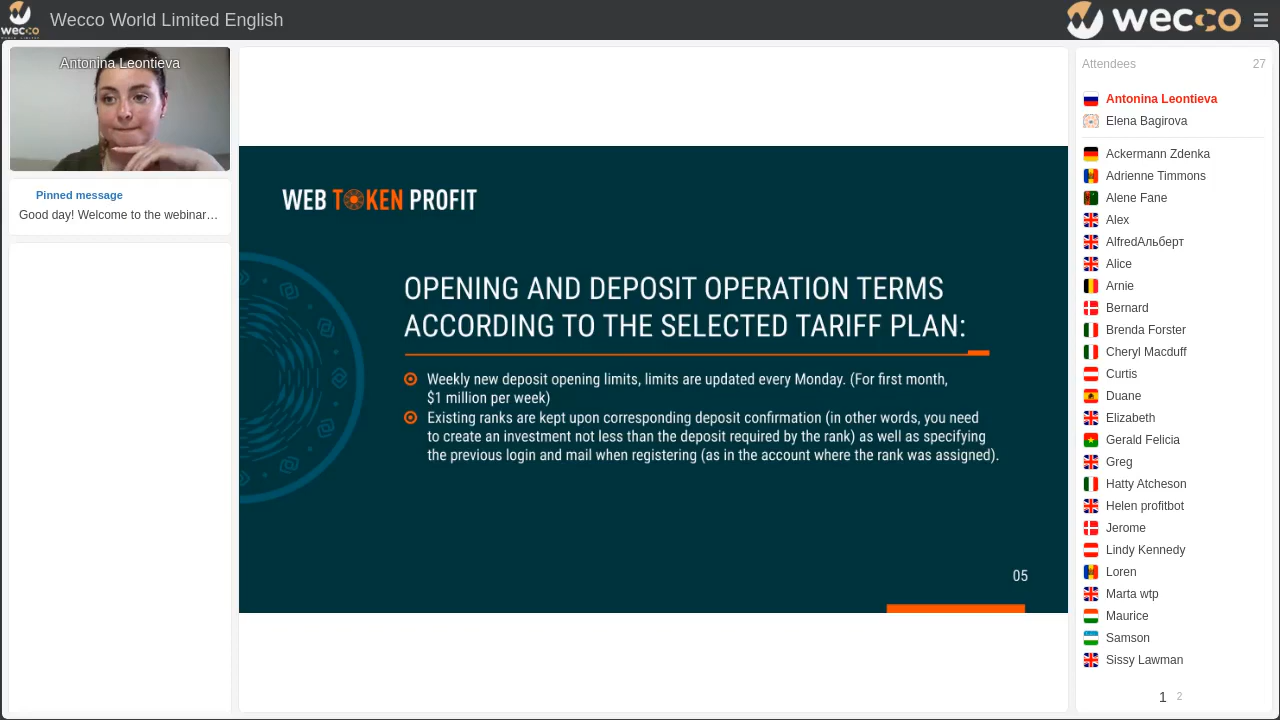 wecco
WORLD LIMITED
Wecco World Limited English
wecco
Antonina Leontieva
Pinned message
Good day! Welcome to the webinar…
WEB TOKEN PROFIT
OPENING AND DEPOSIT OPERATION TERMS
ACCORDING TO THE SELECTED TARIFF PLAN:
Weekly new deposit opening limits, limits are updated every Monday. (For first month,
$1 million per week)
Existing ranks are kept upon corresponding deposit confirmation (in other words, you need
to create an investment not less than the deposit required by the rank) as well as specifying
the previous login and mail when registering (as in the account where the rank was assigned).
05
Attendees 27
Antonina Leontieva
Elena Bagirova
Ackermann Zdenka
Adrienne Timmons
Alene Fane
Alex
AlfredАльберт
Alice
Arnie
Bernard
Brenda Forster
Cheryl Macduff
Curtis
Duane
Elizabeth
Gerald Felicia
Greg
Hatty Atcheson
Helen profitbot
Jerome
Lindy Kennedy
Loren
Marta wtp
Maurice
Samson
Sissy Lawman
1 2